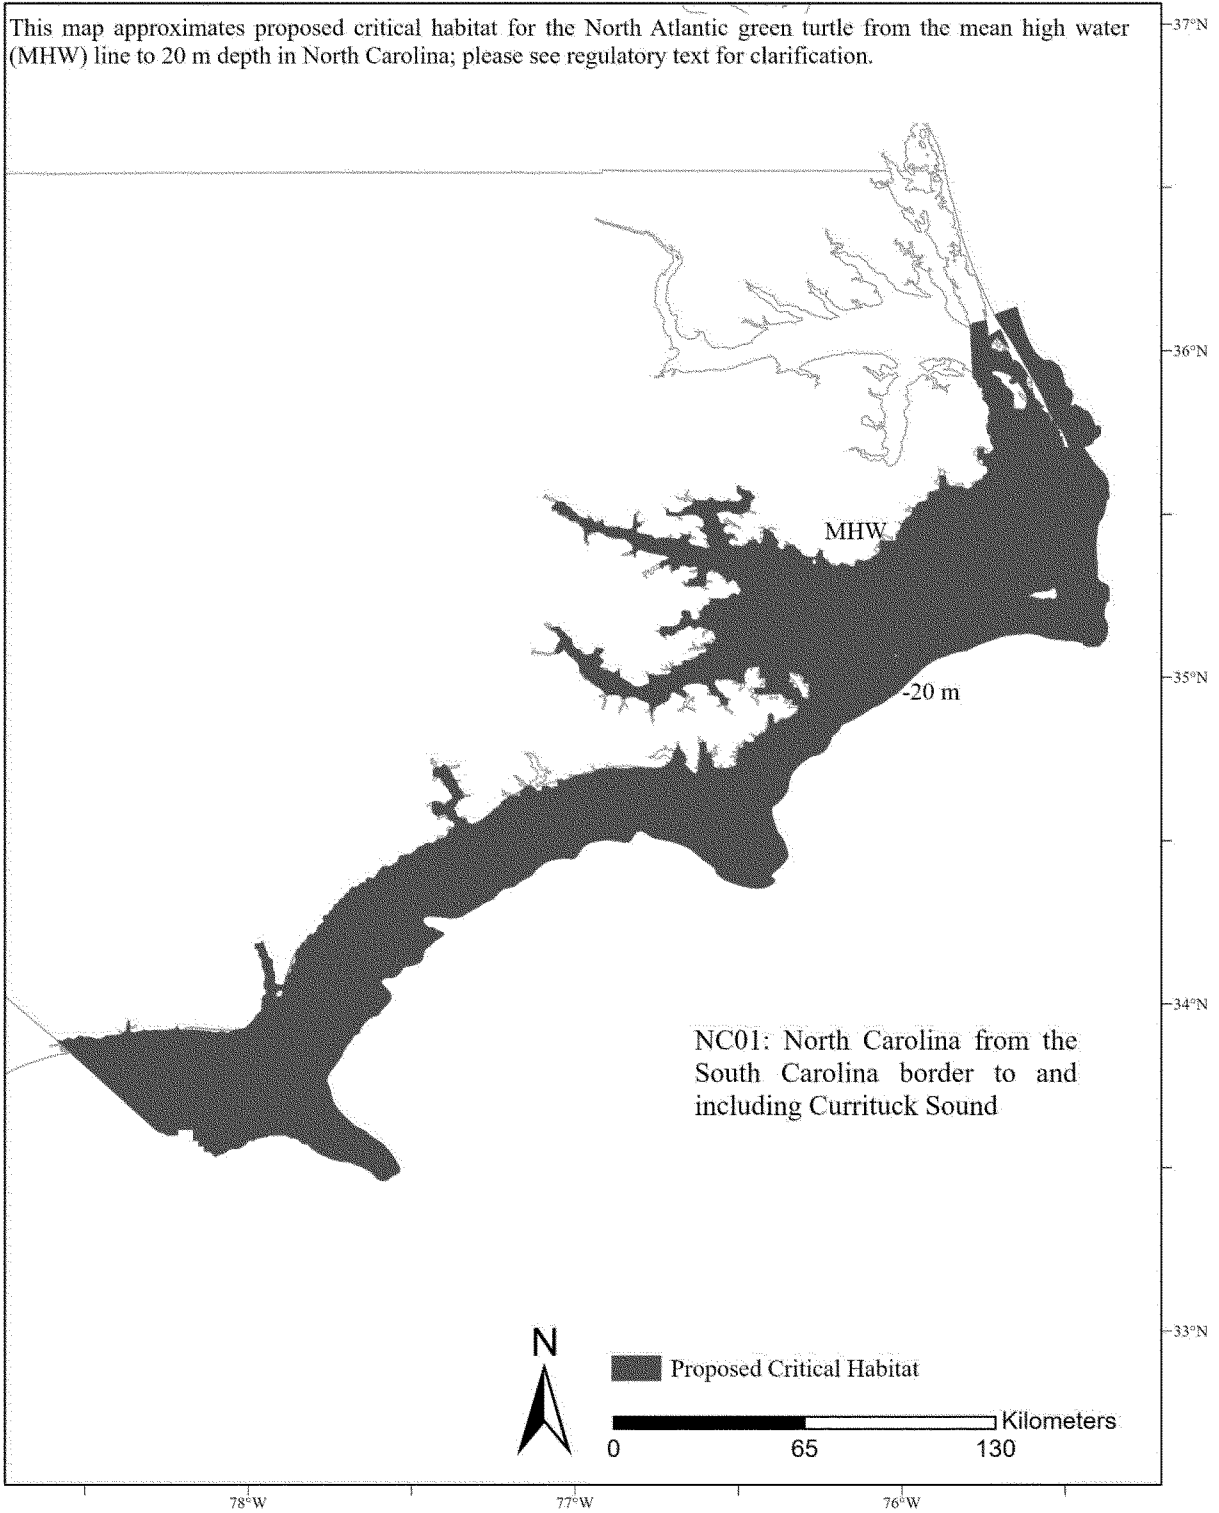 This map approximates proposed critical habitat for the North Atlantic green turtle from the mean high water
(MHW) line to 20 m depth in North Carolina; please see regulatory text for clarification.
37°N
36°N
MHW
35°N
-20 m
34°N
NC01: North Carolina from the
South Carolina border to and
including Currituck Sound
33°N
N
Proposed Critical Habitat
Kilometers
0 65 130
78°W 77°W 76°W